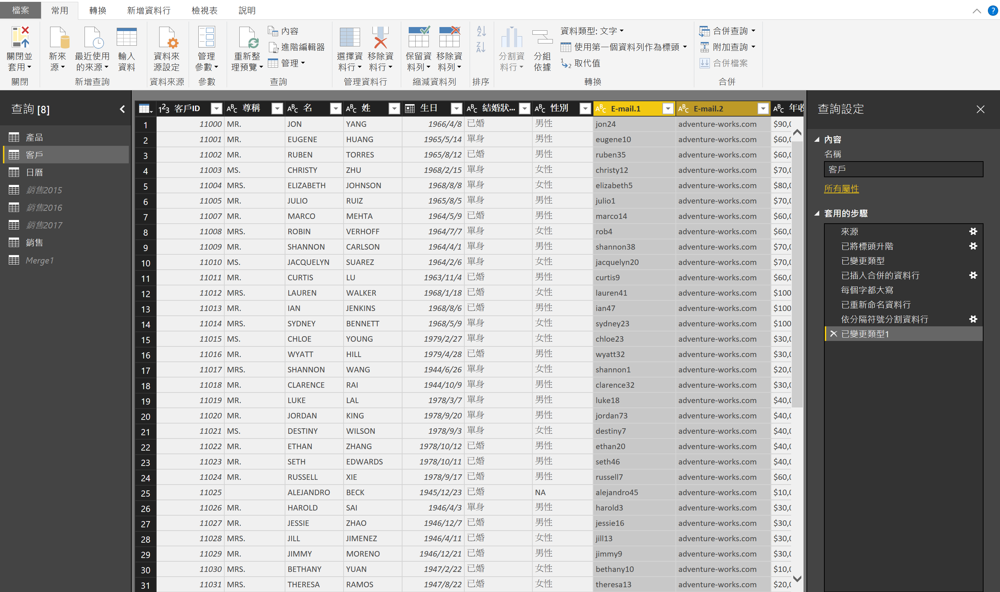 檔案 常用 轉換 新增資料行 檢視表 說明
關閉並套用 新來源 最近使用的來源 輸入資料 資料來源設定 管理參數 重新整理預覽 內容 進階編輯器 管理 選擇資料行 移除資料行 保留資料列 移除資料列 分割資料行 分組依據 資料類型: 文字 使用第一個資料列作為標頭 取代值 合併查詢 附加查詢 合併檔案
關閉 新增查詢 資料來源 參數 查詢 管理資料行 縮減資料列 排序 轉換 合併
查詢 [8]
產品
客戶
日曆
銷售2015
銷售2016
銷售2017
銷售
Merge1
客戶ID 尊稱 名 姓 生日 結婚狀... 性別 E-mail.1 E-mail.2 年收
1 11000 MR. JON YANG 1966/4/8 已婚 男性 jon24 adventure-works.com $90,0
2 11001 MR. EUGENE HUANG 1965/5/14 單身 男性 eugene10 adventure-works.com $60,0
3 11002 MR. RUBEN TORRES 1965/8/12 已婚 男性 ruben35 adventure-works.com $60,0
4 11003 MS. CHRISTY ZHU 1968/2/15 單身 女性 christy12 adventure-works.com $70,0
5 11004 MRS. ELIZABETH JOHNSON 1968/8/8 單身 女性 elizabeth5 adventure-works.com $80,0
6 11005 MR. JULIO RUIZ 1965/8/5 單身 男性 julio1 adventure-works.com $70,0
7 11007 MR. MARCO MEHTA 1964/5/9 已婚 男性 marco14 adventure-works.com $60,0
8 11008 MRS. ROBIN VERHOFF 1964/7/7 單身 女性 rob4 adventure-works.com $60,0
9 11009 MR. SHANNON CARLSON 1964/4/1 單身 男性 shannon38 adventure-works.com $70,0
10 11010 MS. JACQUELYN SUAREZ 1964/2/6 單身 女性 jacquelyn20 adventure-works.com $70,0
11 11011 MR. CURTIS LU 1963/11/4 已婚 男性 curtis9 adventure-works.com $60,0
12 11012 MRS. LAUREN WALKER 1968/1/18 已婚 女性 lauren41 adventure-works.com $100
13 11013 MR. IAN JENKINS 1968/8/6 已婚 男性 ian47 adventure-works.com $100
14 11014 MRS. SYDNEY BENNETT 1968/5/9 單身 女性 sydney23 adventure-works.com $100
15 11015 MS. CHLOE YOUNG 1979/2/27 單身 女性 chloe23 adventure-works.com $30,0
16 11016 MR. WYATT HILL 1979/4/28 已婚 男性 wyatt32 adventure-works.com $30,0
17 11017 MRS. SHANNON WANG 1944/6/26 單身 女性 shannon1 adventure-works.com $20,0
18 11018 MR. CLARENCE RAI 1944/10/9 單身 男性 clarence32 adventure-works.com $30,0
19 11019 MR. LUKE LAL 1978/3/7 單身 男性 luke18 adventure-works.com $40,0
20 11020 MR. JORDAN KING 1978/9/20 單身 男性 jordan73 adventure-works.com $40,0
21 11021 MS. DESTINY WILSON 1978/9/3 單身 女性 destiny7 adventure-works.com $40,0
22 11022 MR. ETHAN ZHANG 1978/10/12 已婚 男性 ethan20 adventure-works.com $40,0
23 11023 MR. SETH EDWARDS 1978/10/11 已婚 男性 seth46 adventure-works.com $40,0
24 11024 MR. RUSSELL XIE 1978/9/17 已婚 男性 russell7 adventure-works.com $60,0
25 11025 ALEJANDRO BECK 1945/12/23 已婚 NA alejandro45 adventure-works.com $10,0
26 11026 MR. HAROLD SAI 1946/4/3 單身 男性 harold3 adventure-works.com $30,0
27 11027 MR. JESSIE ZHAO 1946/12/7 已婚 男性 jessie16 adventure-works.com $30,0
28 11028 MRS. JILL JIMENEZ 1946/4/11 已婚 女性 jill13 adventure-works.com $30,0
29 11029 MR. JIMMY MORENO 1946/12/21 已婚 男性 jimmy9 adventure-works.com $30,0
30 11030 MRS. BETHANY YUAN 1947/2/22 已婚 女性 bethany10 adventure-works.com $10,0
31 11031 MRS. THERESA RAMOS 1947/8/22 已婚 女性 theresa13 adventure-works.com $20,0
查詢設定
內容
名稱
客戶
所有屬性
套用的步驟
來源
已將標頭升階
已變更類型
已插入合併的資料行
每個字都大寫
已重新命名資料行
依分隔符號分割資料行
已變更類型1